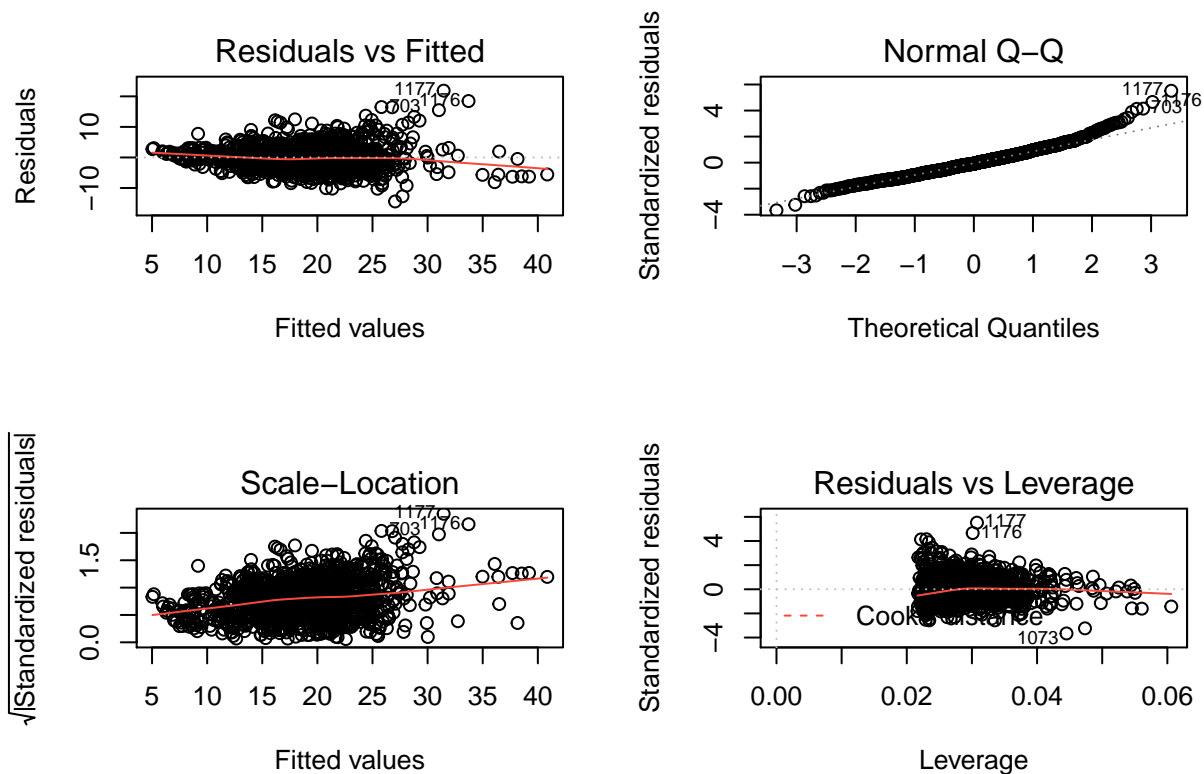 Residuals vs Fitted
Residuals
10
−10
1177
703
1176
5 10 15 20 25 30 35 40
Fitted values
Normal Q−Q
Standardized residuals
4
0
−4
1177
1176
703
−3 −2 −1 0 1 2 3
Theoretical Quantiles
Scale−Location
√|Standardized residuals|
1.5
0.0
1177
703
1176
5 10 15 20 25 30 35 40
Fitted values
Residuals vs Leverage
Standardized residuals
4
0
−4
1177
1176
Cook's distance
1073
0.00 0.02 0.04 0.06
Leverage